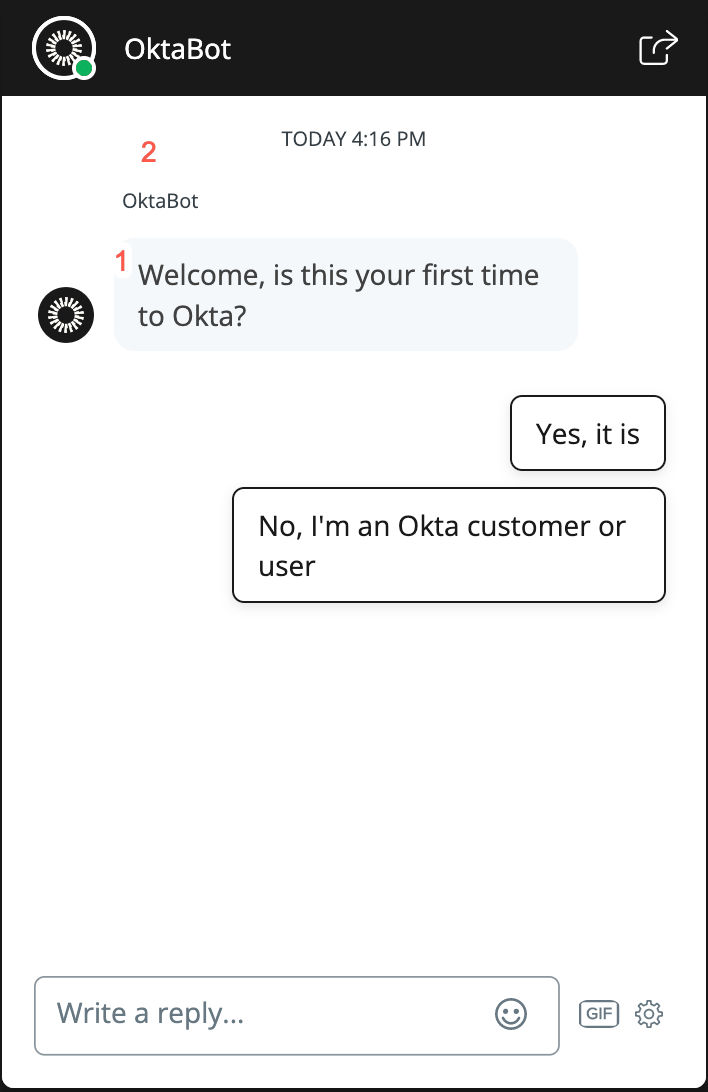 OktaBot
TODAY 4:16 PM
2
OktaBot
1
Welcome, is this your first time
to Okta?
Yes, it is
No, I'm an Okta customer or
user
Write a reply...
GIF